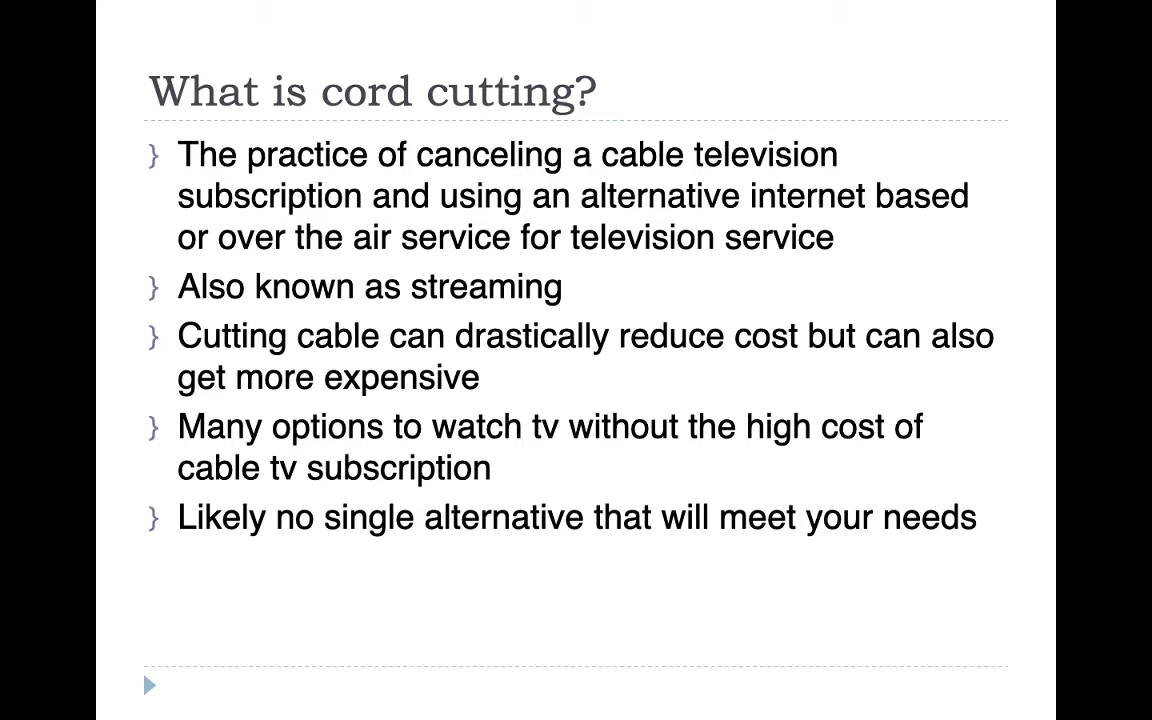 What is cord cutting?
} The practice of canceling a cable television
subscription and using an alternative internet based
or over the air service for television service
} Also known as streaming
} Cutting cable can drastically reduce cost but can also
get more expensive
} Many options to watch tv without the high cost of
cable tv subscription
} Likely no single alternative that will meet your needs